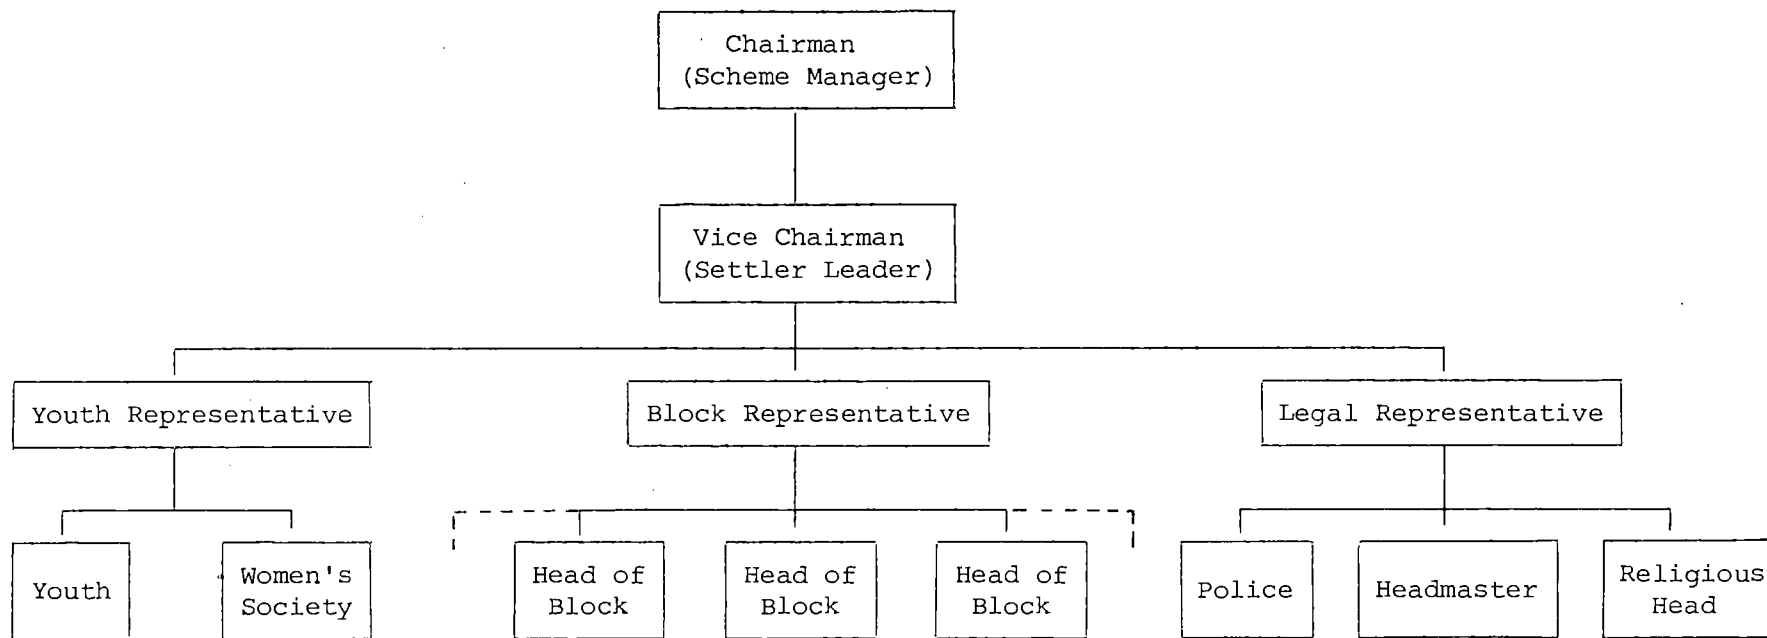 Chairman
(Scheme Manager)
Vice Chairman
(Settler Leader)
Youth Representative
Block Representative
Legal Representative
Youth
Women's
Society
Head of
Block
Head of
Block
Head of
Block
Police
Headmaster
Religious
Head